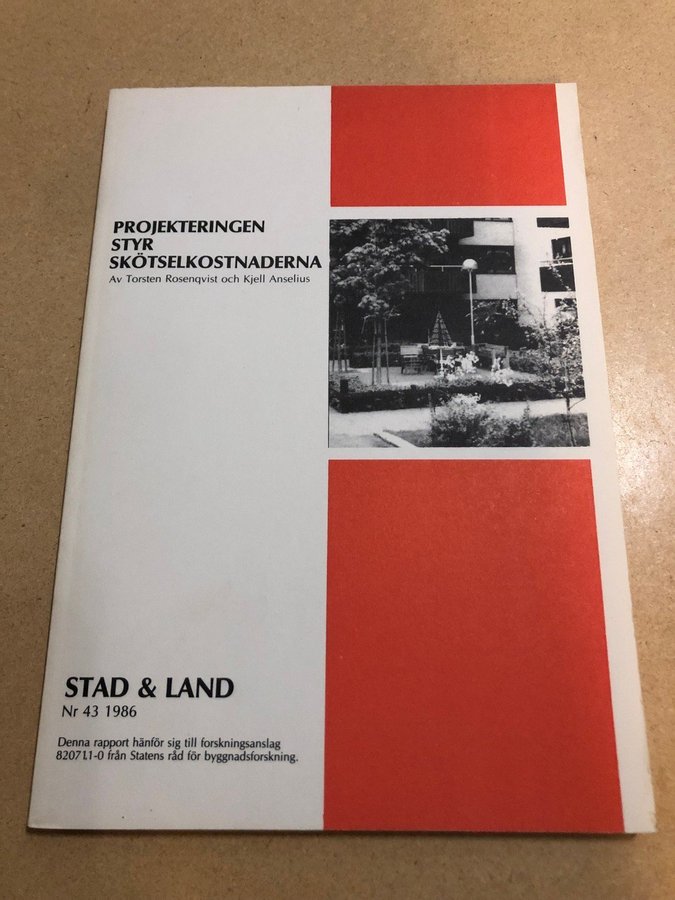 PROJEKTERINGEN
STYR
SKÖTSELKOSTNADERNA
Av Torsten Rosenqvist och Kjell Anselius
STAD & LAND
Nr 43 1986
Denna rapport hänför sig till forskningsanslag
820711-0 från Statens råd för byggnadsforskning.